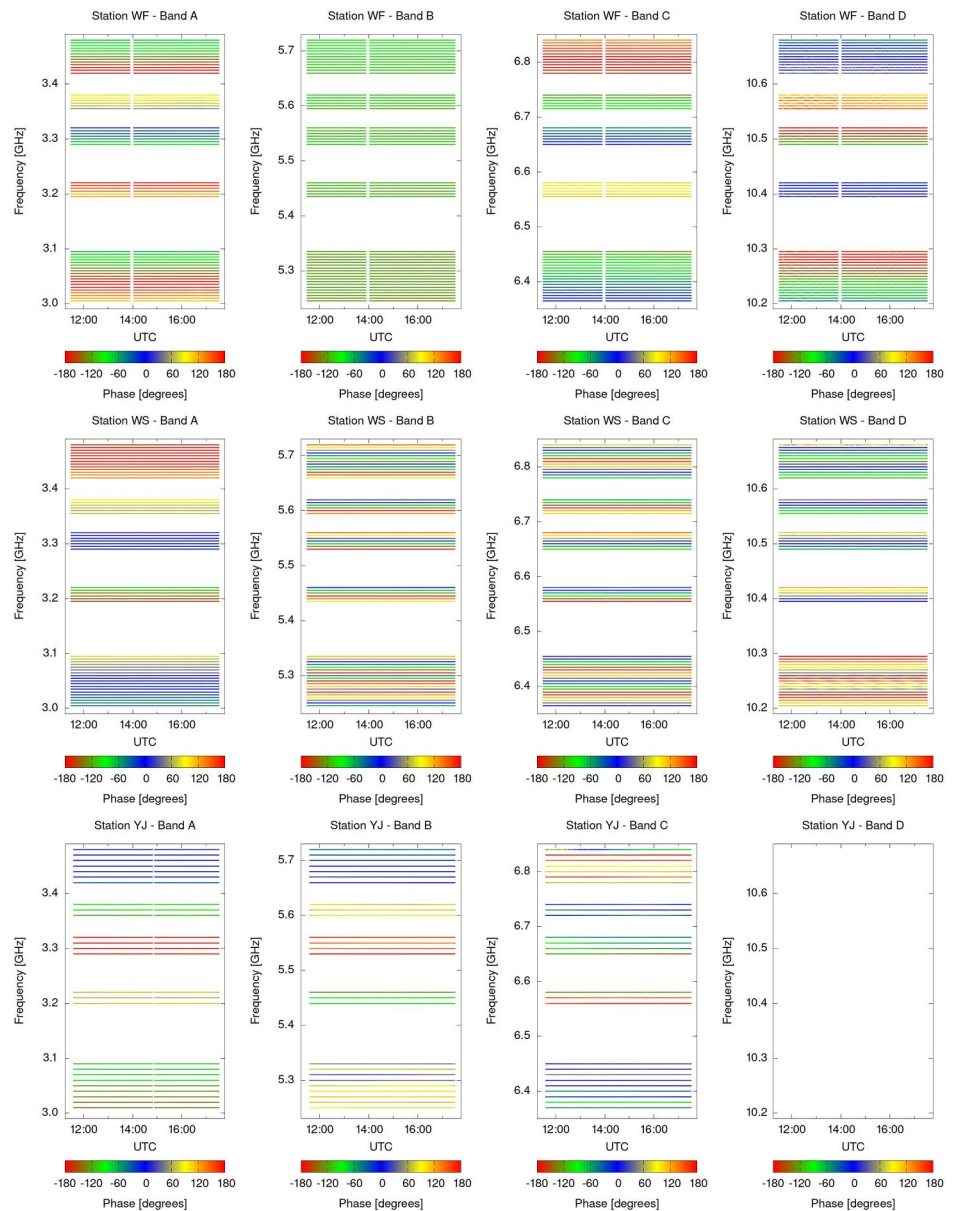 Station WF - Band A
Frequency [GHz]
3.4
3.3
3.2
3.1
3.0
12:00 14:00 16:00
UTC
-180 -120 -60 0 60 120 180
Phase [degrees]
Station WF - Band B
Frequency [GHz]
5.7
5.6
5.5
5.4
5.3
12:00 14:00 16:00
UTC
-180 -120 -60 0 60 120 180
Phase [degrees]
Station WF - Band C
Frequency [GHz]
6.8
6.7
6.6
6.5
6.4
12:00 14:00 16:00
UTC
-180 -120 -60 0 60 120 180
Phase [degrees]
Station WF - Band D
Frequency [GHz]
10.6
10.5
10.4
10.3
10.2
12:00 14:00 16:00
UTC
-180 -120 -60 0 60 120 180
Phase [degrees]
Station WS - Band A
Frequency [GHz]
3.4
3.3
3.2
3.1
3.0
12:00 14:00 16:00
UTC
-180 -120 -60 0 60 120 180
Phase [degrees]
Station WS - Band B
Frequency [GHz]
5.7
5.6
5.5
5.4
5.3
12:00 14:00 16:00
UTC
-180 -120 -60 0 60 120 180
Phase [degrees]
Station WS - Band C
Frequency [GHz]
6.8
6.7
6.6
6.5
6.4
12:00 14:00 16:00
UTC
-180 -120 -60 0 60 120 180
Phase [degrees]
Station WS - Band D
Frequency [GHz]
10.6
10.5
10.4
10.3
10.2
12:00 14:00 16:00
UTC
-180 -120 -60 0 60 120 180
Phase [degrees]
Station YJ - Band A
Frequency [GHz]
3.4
3.3
3.2
3.1
3.0
12:00 14:00 16:00
UTC
-180 -120 -60 0 60 120 180
Phase [degrees]
Station YJ - Band B
Frequency [GHz]
5.7
5.6
5.5
5.4
5.3
12:00 14:00 16:00
UTC
-180 -120 -60 0 60 120 180
Phase [degrees]
Station YJ - Band C
Frequency [GHz]
6.8
6.7
6.6
6.5
6.4
12:00 14:00 16:00
UTC
-180 -120 -60 0 60 120 180
Phase [degrees]
Station YJ - Band D
Frequency [GHz]
10.6
10.5
10.4
10.3
10.2
12:00 14:00 16:00
UTC
-180 -120 -60 0 60 120 180
Phase [degrees]